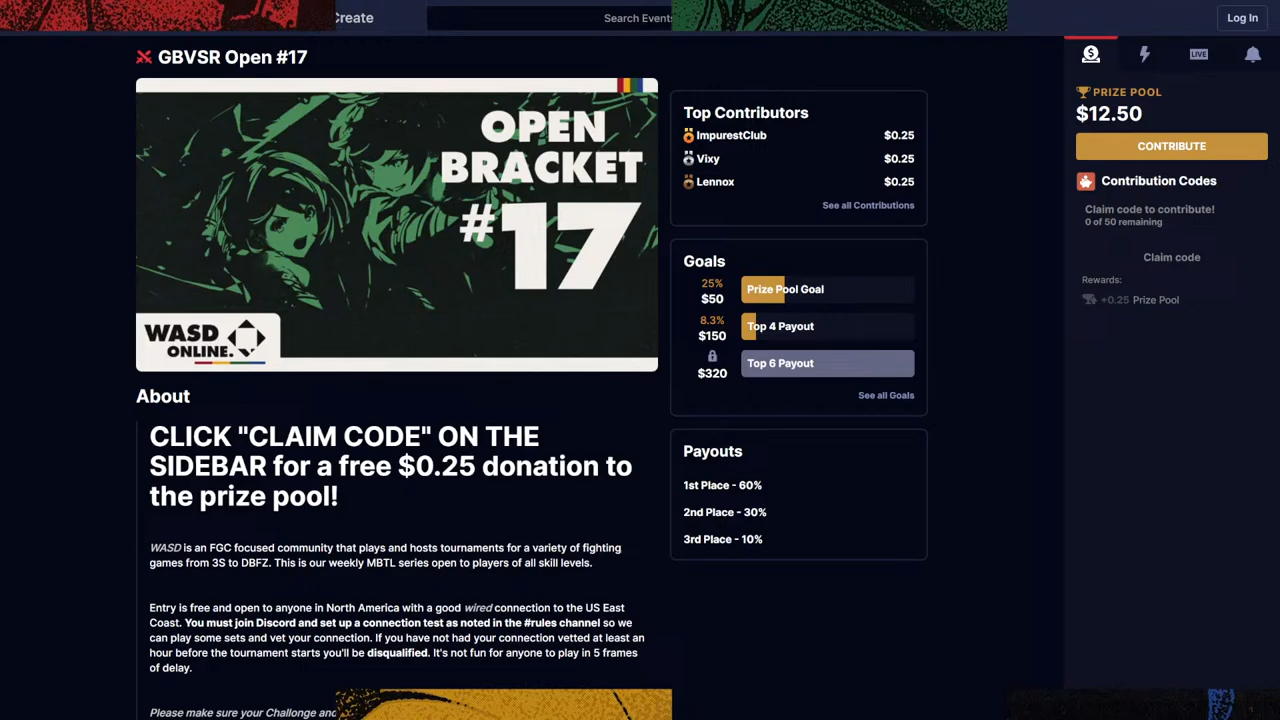 Create
Search Events
Log In
GBVSR Open #17
OPEN
BRACKET
#17
WASD
ONLINE.
About
CLICK "CLAIM CODE" ON THE
SIDEBAR for a free $0.25 donation to
the prize pool!
WASD is an FGC focused community that plays and hosts tournaments for a variety of fighting
games from 3S to DBFZ. This is our weekly MBTL series open to players of all skill levels.
Entry is free and open to anyone in North America with a good wired connection to the US East
Coast. You must join Discord and set up a connection test as noted in the #rules channel so we
can play some sets and vet your connection. If you have not had your connection vetted at least an
hour before the tournament starts you'll be disqualified. It's not fun for anyone to play in 5 frames
of delay.
Please make sure your Challonge and
Top Contributors
ImpurestClub $0.25
Vixy $0.25
Lennox $0.25
See all Contributions
Goals
25%
$50 Prize Pool Goal
8.3%
$150 Top 4 Payout
$320 Top 6 Payout
See all Goals
Payouts
1st Place - 60%
2nd Place - 30%
3rd Place - 10%
LIVE
PRIZE POOL
$12.50
CONTRIBUTE
Contribution Codes
Claim code to contribute!
0 of 50 remaining
Claim code
Rewards:
+0.25 Prize Pool